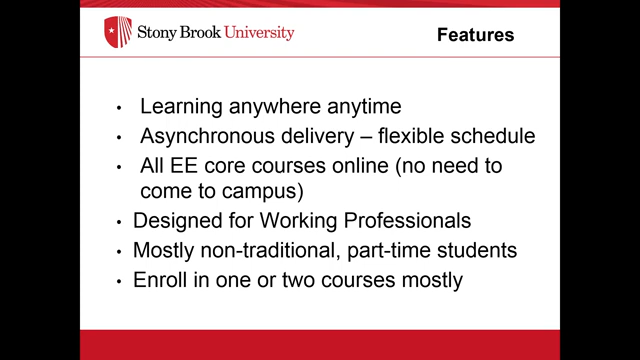 Stony Brook University
Features
• Learning anywhere anytime
• Asynchronous delivery – flexible schedule
• All EE core courses online (no need to
come to campus)
• Designed for Working Professionals
• Mostly non-traditional, part-time students
• Enroll in one or two courses mostly